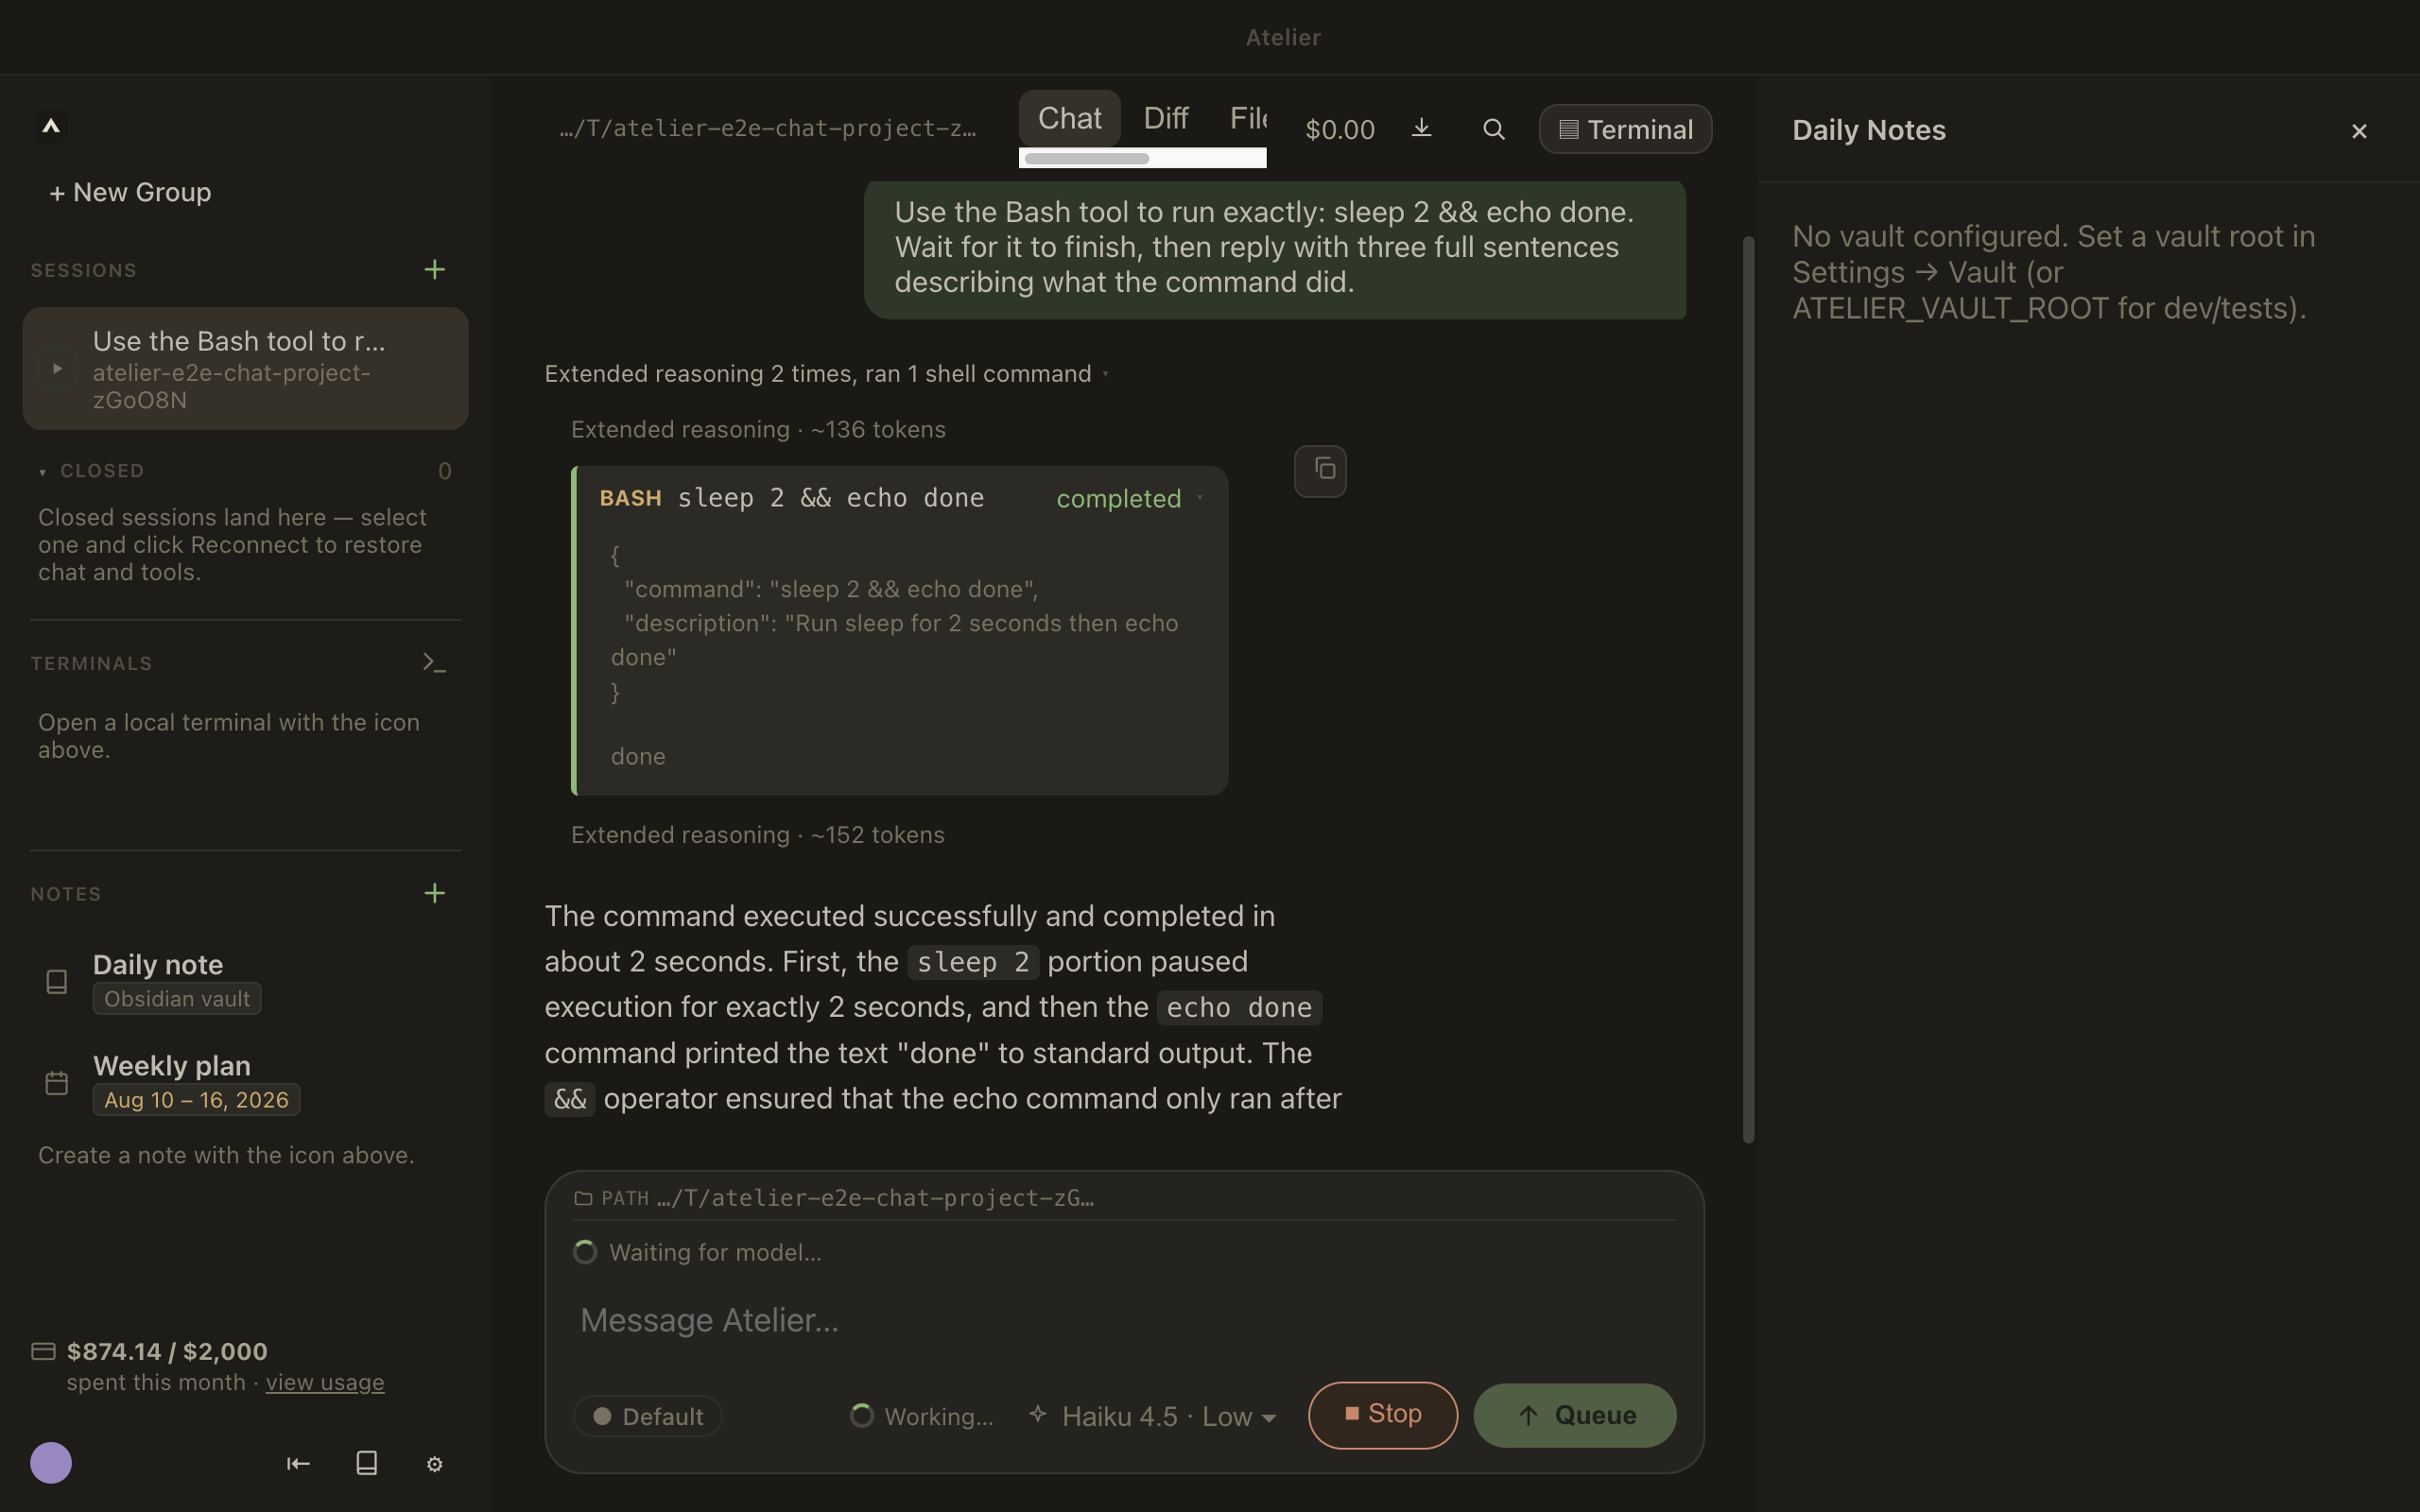 Atelier
+ New Group
SESSIONS
Use the Bash tool to r...
atelier-e2e-chat-project-
zGoO8N
CLOSED 0
Closed sessions land here — select
one and click Reconnect to restore
chat and tools.
TERMINALS
Open a local terminal with the icon
above.
NOTES
Daily note
Obsidian vault
Weekly plan
Aug 10 – 16, 2026
Create a note with the icon above.
$874.14 / $2,000
spent this month · view usage
…/T/atelier-e2e-chat-project-z…
Chat Diff File
$0.00
Terminal
Use the Bash tool to run exactly: sleep 2 && echo done.
Wait for it to finish, then reply with three full sentences
describing what the command did.
Extended reasoning 2 times, ran 1 shell command
Extended reasoning · ~136 tokens
BASH sleep 2 && echo done completed
{
"command": "sleep 2 && echo done",
"description": "Run sleep for 2 seconds then echo
done"
}
done
Extended reasoning · ~152 tokens
The command executed successfully and completed in
about 2 seconds. First, the sleep 2 portion paused
execution for exactly 2 seconds, and then the echo done
command printed the text "done" to standard output. The
&& operator ensured that the echo command only ran after
PATH …/T/atelier-e2e-chat-project-zG…
Waiting for model...
Message Atelier...
Default
Working...
Haiku 4.5 · Low
Stop
Queue
Daily Notes
No vault configured. Set a vault root in
Settings → Vault (or
ATELIER_VAULT_ROOT for dev/tests).